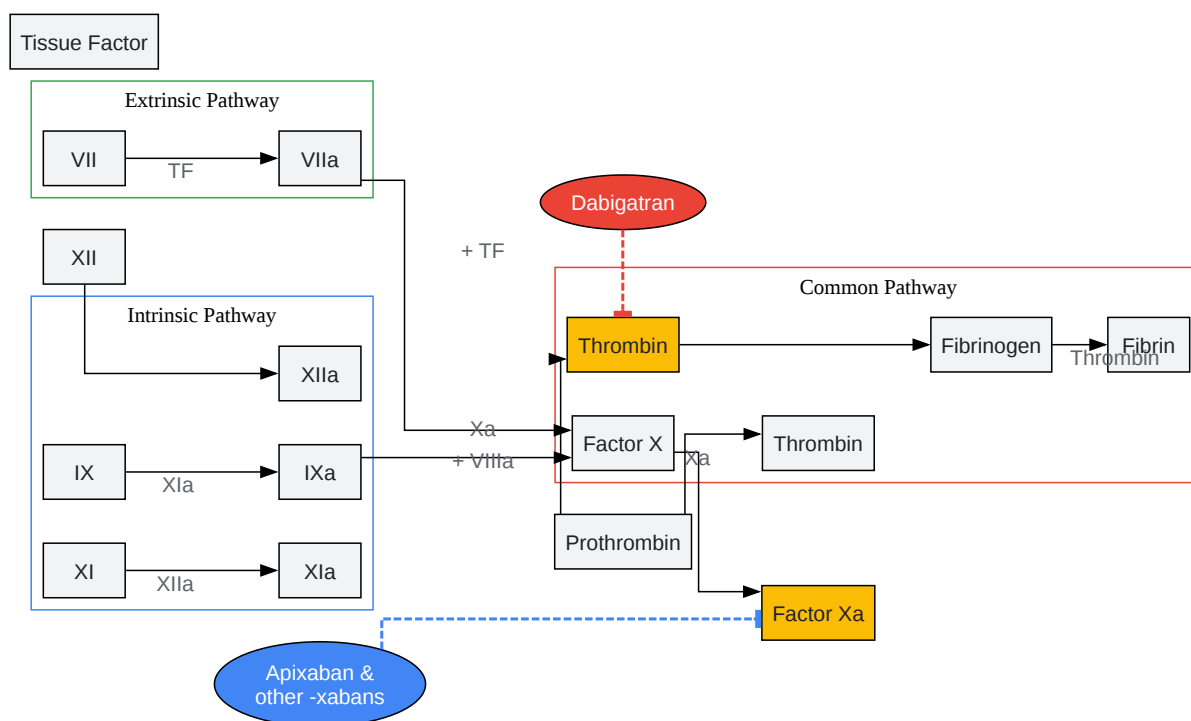 Tissue Factor
Extrinsic Pathway
VII
TF
VIIa
XII
+ TF
Dabigatran
Intrinsic Pathway
XIIa
IX
XIa
IXa
XI
XIIa
XIa
Common Pathway
Thrombin
Fibrinogen
Thrombin
Fibrin
Xa
+ VIIIa
Factor X
Xa
Thrombin
Prothrombin
Factor Xa
Apixaban &
other -xabans